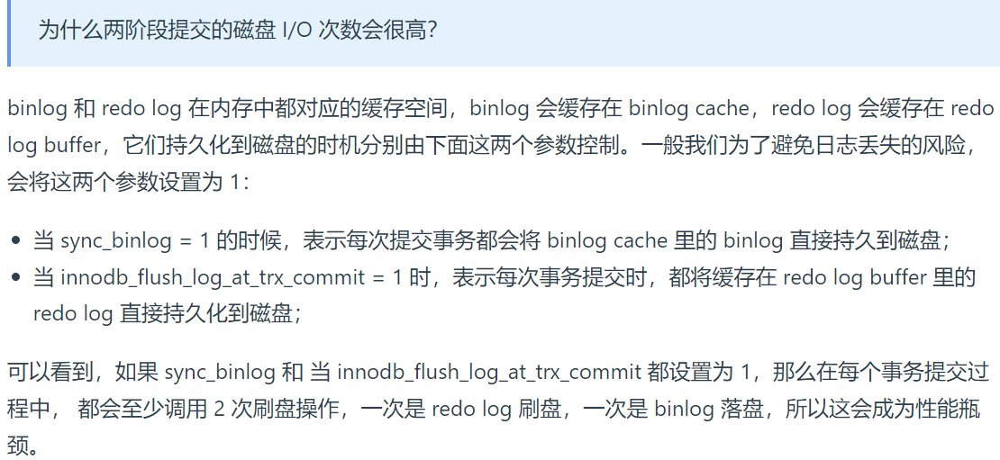 为什么两阶段提交的磁盘 I/O 次数会很高？
binlog 和 redo log 在内存中都对应的缓存空间，binlog 会缓存在 binlog cache，redo log 会缓存在 redo
log buffer，它们持久化到磁盘的时机分别由下面这两个参数控制。一般我们为了避免日志丢失的风险，
会将这两个参数设置为 1：
• 当 sync_binlog = 1 的时候，表示每次提交事务都会将 binlog cache 里的 binlog 直接持久到磁盘；
• 当 innodb_flush_log_at_trx_commit = 1 时，表示每次事务提交时，都将缓存在 redo log buffer 里的
redo log 直接持久化到磁盘；
可以看到，如果 sync_binlog 和 当 innodb_flush_log_at_trx_commit 都设置为 1，那么在每个事务提交过
程中， 都会至少调用 2 次刷盘操作，一次是 redo log 刷盘，一次是 binlog 落盘，所以这会成为性能瓶
颈。